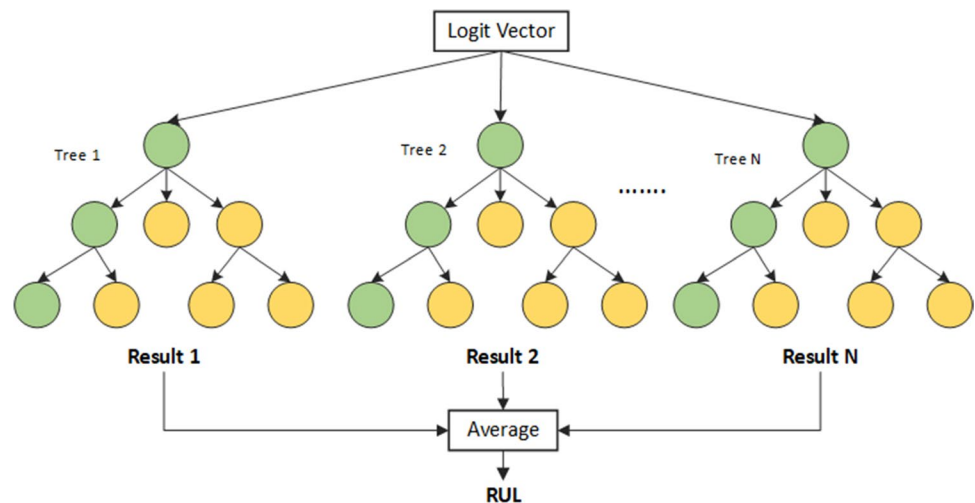 Logit Vector
Tree 1
Tree 2
Tree N
.......
Result 1
Result 2
Result N
Average
RUL